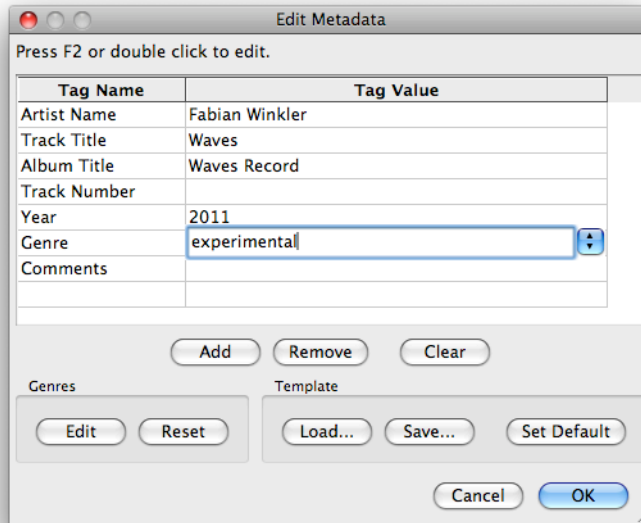 Edit Metadata
Press F2 or double click to edit.
Tag Name Tag Value
Artist Name Fabian Winkler
Track Title Waves
Album Title Waves Record
Track Number
Year 2011
Genre experimental
Comments
Add Remove Clear
Genres Template
Edit Reset Load... Save... Set Default
Cancel OK